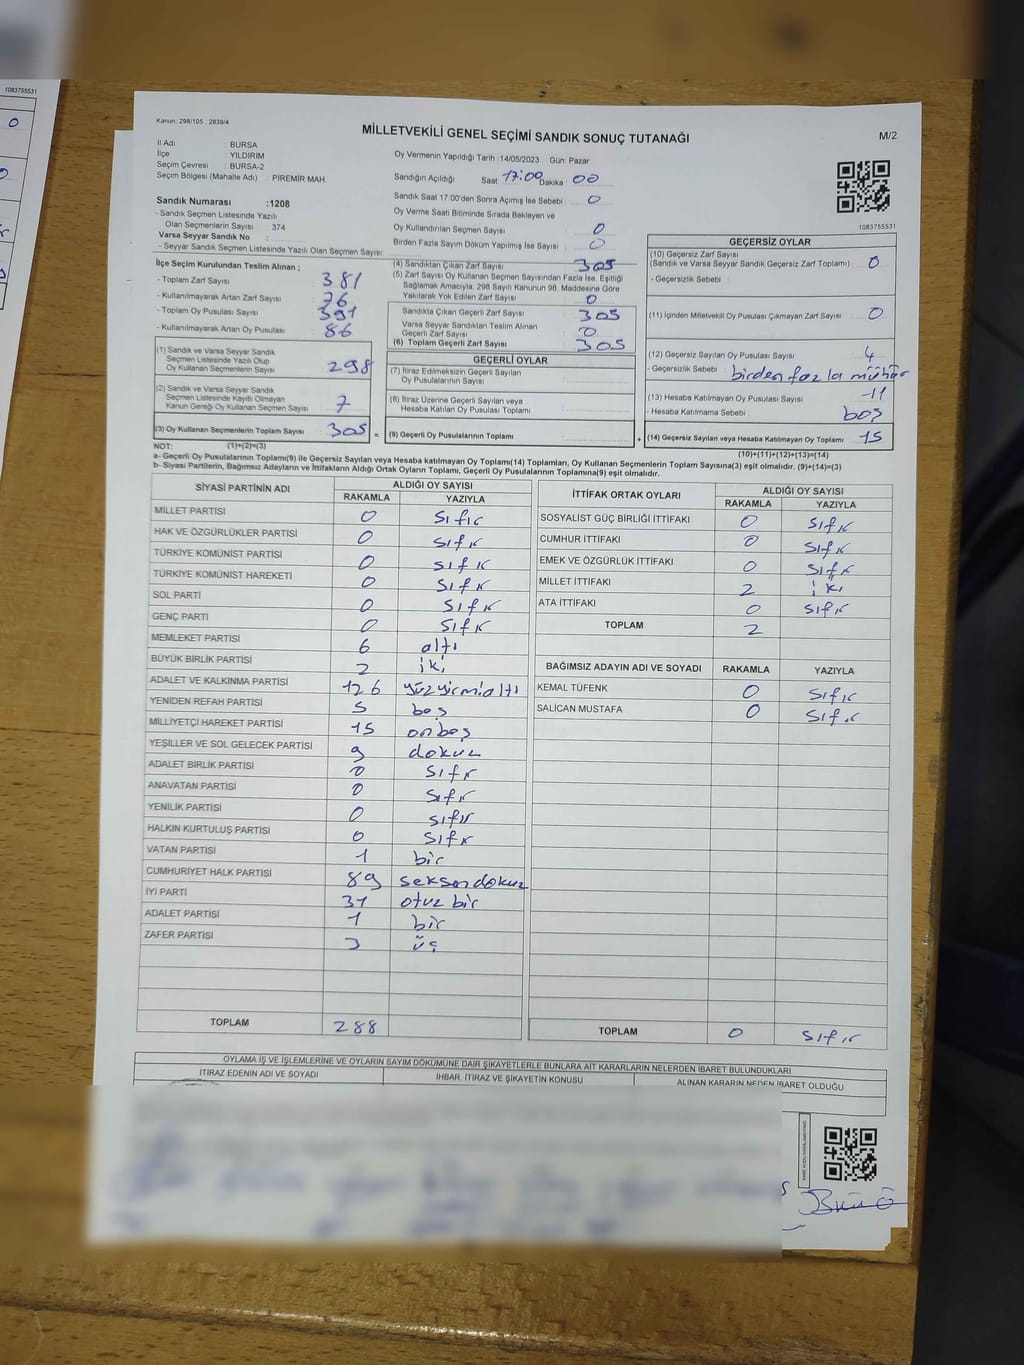 1083755531
Kanun: 298/105 , 2839/4
MİLLETVEKİLİ GENEL SEÇİMİ SANDIK SONUÇ TUTANAĞI
M/2
İl Adı : BURSA
İlçe : YILDIRIM
Seçim Çevresi : BURSA-2
Seçim Bölgesi (Mahalle Adı) : PİREMİR MAH
Oy Vermenin Yapıldığı Tarih :14/05/2023 Gün: Pazar
Sandığın Açıldığı Saat: 17:00 Dakika : 00
Sandık Numarası :1208
- Sandık Seçmen Listesinde Yazılı
Olan Seçmenlerin Sayısı : 374
Varsa Seyyar Sandık No :
- Seyyar Sandık Seçmen Listesinde Yazılı Olan Seçmen Sayısı:
Sandık Saat 17.00'den Sonra Açımış İse Sebebi : 0
Oy Verme Saati Bitiminde Sırada Bekleyen ve
Oy Kullandırılan Seçmen Sayısı : 0
Birden Fazla Sayım Döküm Yapılmış İse Sayısı : 0
1083755531
İlçe Seçim Kurulundan Teslim Alınan ;
- Toplam Zarf Sayısı : 381
- Kullanılmayarak Artan Zarf Sayısı : 76
- Toplam Oy Pusulası Sayısı : 391
- Kullanılmayarak Artan Oy Pusulası : 86
(1) Sandık ve Varsa Seyyar Sandık
Seçmen Listesinde Yazılı Olup
Oy Kullanan Seçmenlerin Sayısı : 298
(2) Sandık ve Varsa Seyyar Sandık
Seçmen Listesinde Kayıtlı Olmayan
Kanun Gereği Oy Kullanan Seçmen Sayısı : 7
(3) Oy Kullanan Seçmenlerin Toplam Sayısı : 305 =
(4) Sandıktan Çıkan Zarf Sayısı : 305
(5) Zarf Sayısı Oy Kullanan Seçmen Sayısından Fazla İse, Eşitliği
Sağlamak Amacıyla, 298 Sayılı Kanunun 98. Maddesine Göre
Yakılarak Yok Edilen Zarf Sayısı : 0
Sandıkta Çıkan Geçerli Zarf Sayısı : 305
Varsa Seyyar Sandıktan Teslim Alınan
Geçerli Zarf Sayısı : 0
(6) Toplam Geçerli Zarf Sayısı : 305
GEÇERLİ OYLAR
(7) İtiraz Edilmeksizin Geçerli Sayılan
Oy Pusulalarının Sayısı :
(8) İtiraz Üzerine Geçerli Sayılan veya
Hesaba Katılan Oy Pusulası Toplamı :
(9) Geçerli Oy Pusulalarının Toplamı : +
GEÇERSİZ OYLAR
(10) Geçersiz Zarf Sayısı
(Sandık ve Varsa Seyyar Sandık Geçersiz Zarf Toplamı) : 0
- Geçersizlik Sebebi :
(11) İçinden Milletvekili Oy Pusulası Çıkmayan Zarf Sayısı : 0
(12) Geçersiz Sayılan Oy Pusulası Sayısı : 4
- Geçersizlik Sebebi : birden fazla mühür
(13) Hesaba Katılmayan Oy Pusulası Sayısı : 11
- Hesaba Katılmama Sebebi : boş
(14) Geçersiz Sayılan veya Hesaba Katılmayan Oy Toplamı : 15
NOT: (1)+(2)=(3)
(10)+(11)+(12)+(13)=(14)
a- Geçerli Oy Pusulalarının Toplamı(9) ile Geçersiz Sayılan veya Hesaba katılmayan Oy Toplamı(14) Toplamları, Oy Kullanan Seçmenlerin Toplam Sayısına(3) eşit olmalıdır. (9)+(14)=(3)
b- Siyasi Partilerin, Bağımsız Adayların ve İttifakların Aldığı Ortak Oyların Toplamı, Geçerli Oy Pusulalarının Toplamına(9) eşit olmalıdır.
SİYASİ PARTİNİN ADI ALDIĞI OY SAYISI
RAKAMLA YAZIYLA
MİLLET PARTİSİ 0 sıfır
HAK VE ÖZGÜRLÜKLER PARTİSİ 0 sıfır
TÜRKİYE KOMÜNİST PARTİSİ 0 sıfır
TÜRKİYE KOMÜNİST HAREKETİ 0 sıfır
SOL PARTİ 0 sıfır
GENÇ PARTİ 0 sıfır
MEMLEKET PARTİSİ 6 altı
BÜYÜK BİRLİK PARTİSİ 2 iki
ADALET VE KALKINMA PARTİSİ 126 yüzyirmialtı
YENİDEN REFAH PARTİSİ 5 beş
MİLLİYETÇİ HAREKET PARTİSİ 15 onbeş
YEŞİLLER VE SOL GELECEK PARTİSİ 9 dokuz
ADALET BİRLİK PARTİSİ 0 sıfır
ANAVATAN PARTİSİ 0 sıfır
YENİLİK PARTİSİ 0 sıfır
HALKIN KURTULUŞ PARTİSİ 0 sıfır
VATAN PARTİSİ 1 bir
CUMHURİYET HALK PARTİSİ 89 seksendokuz
İYİ PARTİ 31 otuz bir
ADALET PARTİSİ 1 bir
ZAFER PARTİSİ 3 üç
TOPLAM 288
İTTİFAK ORTAK OYLARI ALDIĞI OY SAYISI
RAKAMLA YAZIYLA
SOSYALİST GÜÇ BİRLİĞİ İTTİFAKI 0 sıfır
CUMHUR İTTİFAKI 0 sıfır
EMEK VE ÖZGÜRLÜK İTTİFAKI 0 sıfır
MİLLET İTTİFAKI 2 iki
ATA İTTİFAKI 0 sıfır
TOPLAM 2
BAĞIMSIZ ADAYIN ADI VE SOYADI RAKAMLA YAZIYLA
KEMAL TÜFENK 0 sıfır
SALİCAN MUSTAFA 0 sıfır
TOPLAM 0 sıfır
OYLAMA İŞ VE İŞLEMLERİNE VE OYLARIN SAYIM DÖKÜMÜNE DAİR ŞİKAYETLERLE BUNLARA AİT KARARLARIN NELERDEN İBARET BULUNDUKLARI
İTİRAZ EDENİN ADI VE SOYADI İHBAR, İTİRAZ VE ŞİKAYETİN KONUSU ALINAN KARARIN NEDEN İBARET OLDUĞU
KARE KODU KARALAMAYINIZ!